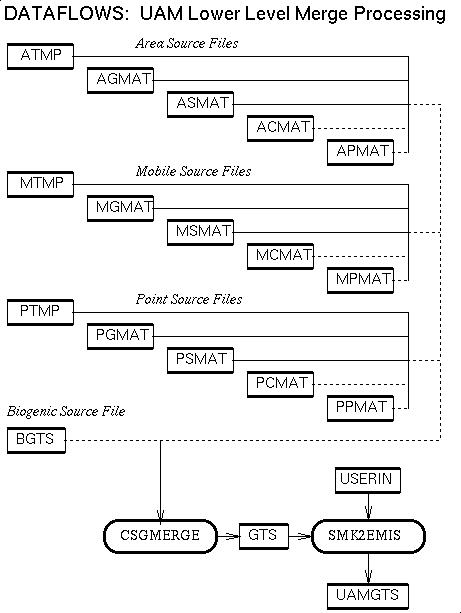 DATAFLOWS: UAM Lower Level Merge Processing
Area Source Files
ATMP
AGMAT
ASMAT
ACMAT
APMAT
Mobile Source Files
MTMP
MGMAT
MSMAT
MCMAT
MPMAT
Point Source Files
PTMP
PGMAT
PSMAT
PCMAT
PPMAT
Biogenic Source File
BGTS
USERIN
CSGMERGE
GTS
SMK2EMIS
UAMGTS